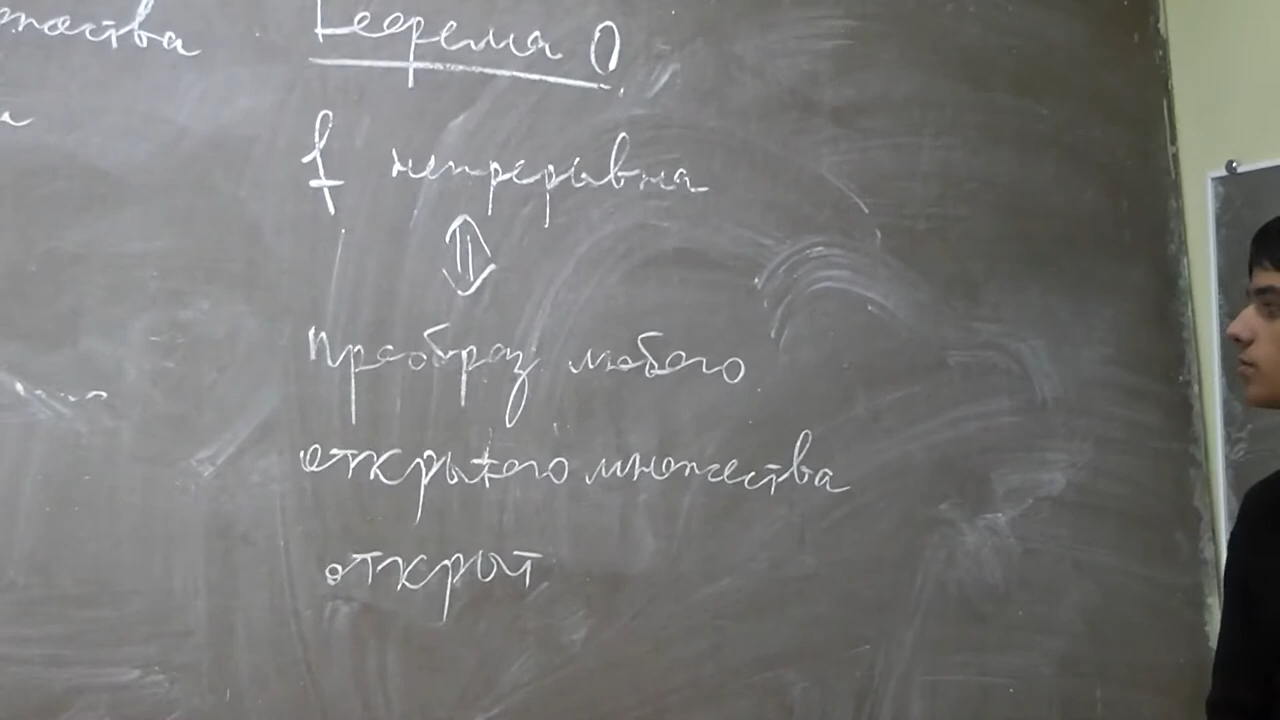 Теорема 0
f непрерывна
⇕
прообраз любого
открытого множества
открыт